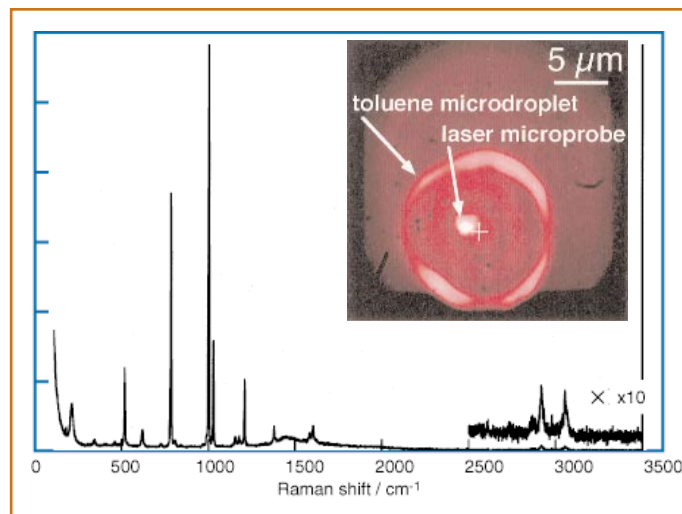 5 µm
toluene microdroplet
laser microprobe
× x10
0 500 1000 1500 2000 2500 3000 3500
Raman shift / cm⁻¹